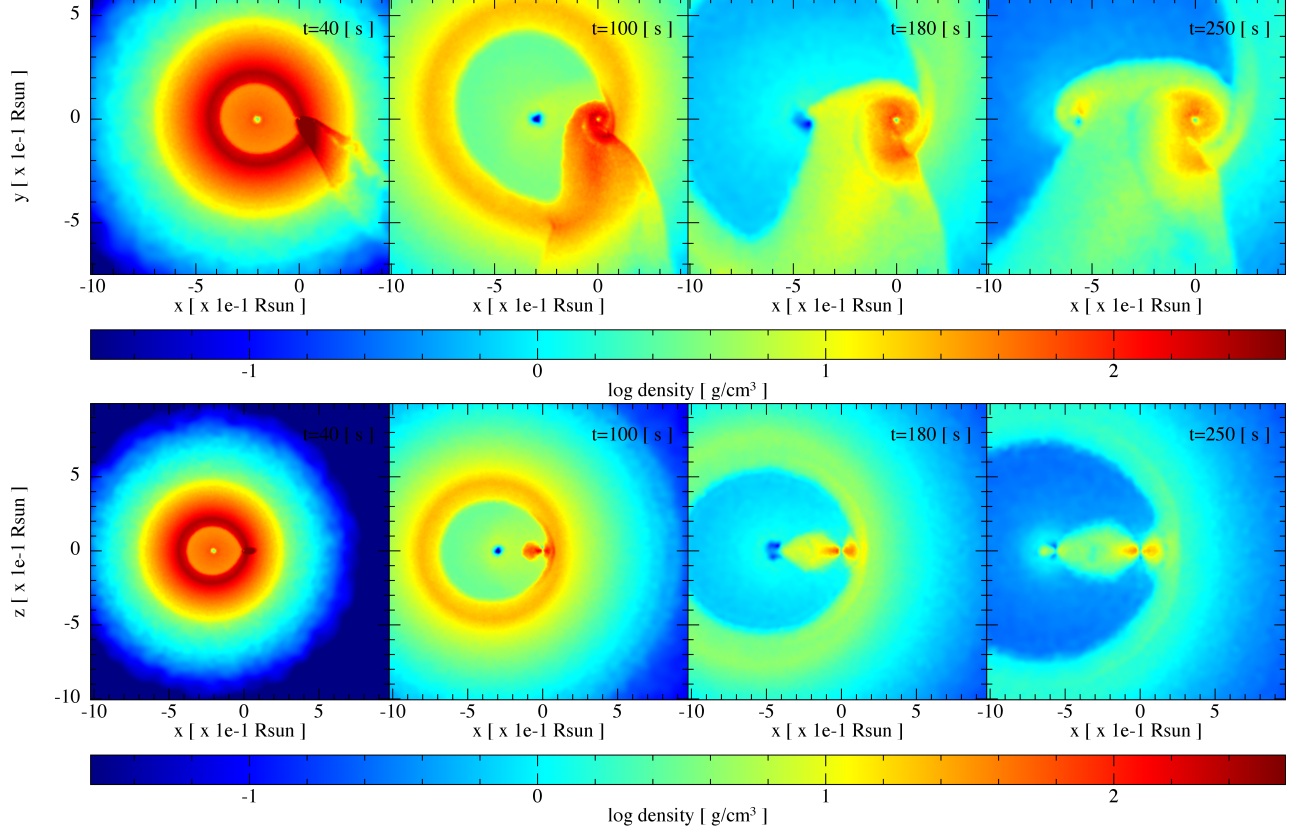 t=40 [ s ] t=100 [ s ] t=180 [ s ] t=250 [ s ]
5
0
-5
y [ x 1e-1 Rsun ]
-10 -5 0 -10 -5 0 -10 -5 0 -10 -5 0
x [ x 1e-1 Rsun ] x [ x 1e-1 Rsun ] x [ x 1e-1 Rsun ] x [ x 1e-1 Rsun ]
-1 0 1 2
log density [ g/cm³ ]
t=40 [ s ] t=100 [ s ] t=180 [ s ] t=250 [ s ]
5
0
-5
-10
z [ x 1e-1 Rsun ]
-10 -5 0 5 -10 -5 0 5 -10 -5 0 5 -10 -5 0 5
x [ x 1e-1 Rsun ] x [ x 1e-1 Rsun ] x [ x 1e-1 Rsun ] x [ x 1e-1 Rsun ]
-1 0 1 2
log density [ g/cm³ ]